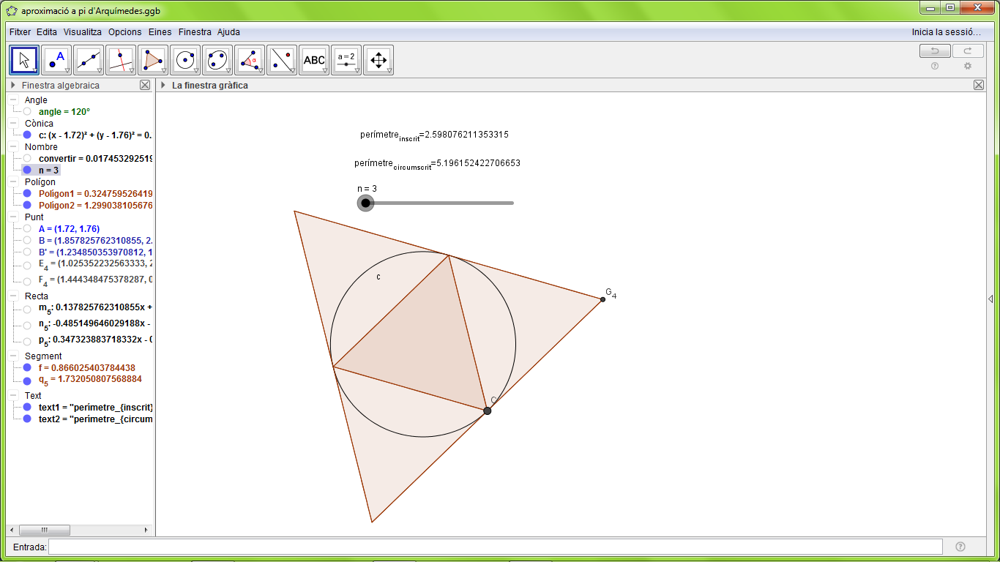 aproximació a pi d'Arquímedes.ggb
Fitxer Edita Visualitza Opcions Eines Finestra Ajuda
Inicia la sessió…
A
α
ABC
a = 2
Finestra algebraica
La finestra gràfica
Angle
angle = 120°
Cònica
c: (x - 1.72)² + (y - 1.76)² = 0.
Nombre
convertir = 0.017453292519
n = 3
Polígon
Polígon1 = 0.324759526419
Polígon2 = 1.299038105676
Punt
A = (1.72, 1.76)
B = (1.857825762310855, 2.
B' = (1.234850353970812, 1
E4 = (1.025352232563333, 2
F4 = (1.444348475378287, 0
Recta
m5: 0.137825762310855x +
n5: -0.485149646029188x -
p5: 0.347323883718332x - 0
Segment
f = 0.866025403784438
q5 = 1.732050807568884
Text
text1 = "perímetre_{inscrit}
text2 = "perímetre_{circum
perímetre inscrit=2.598076211353315
perímetre circumscrit=5.196152422706653
n = 3
c
G4
C
Entrada: